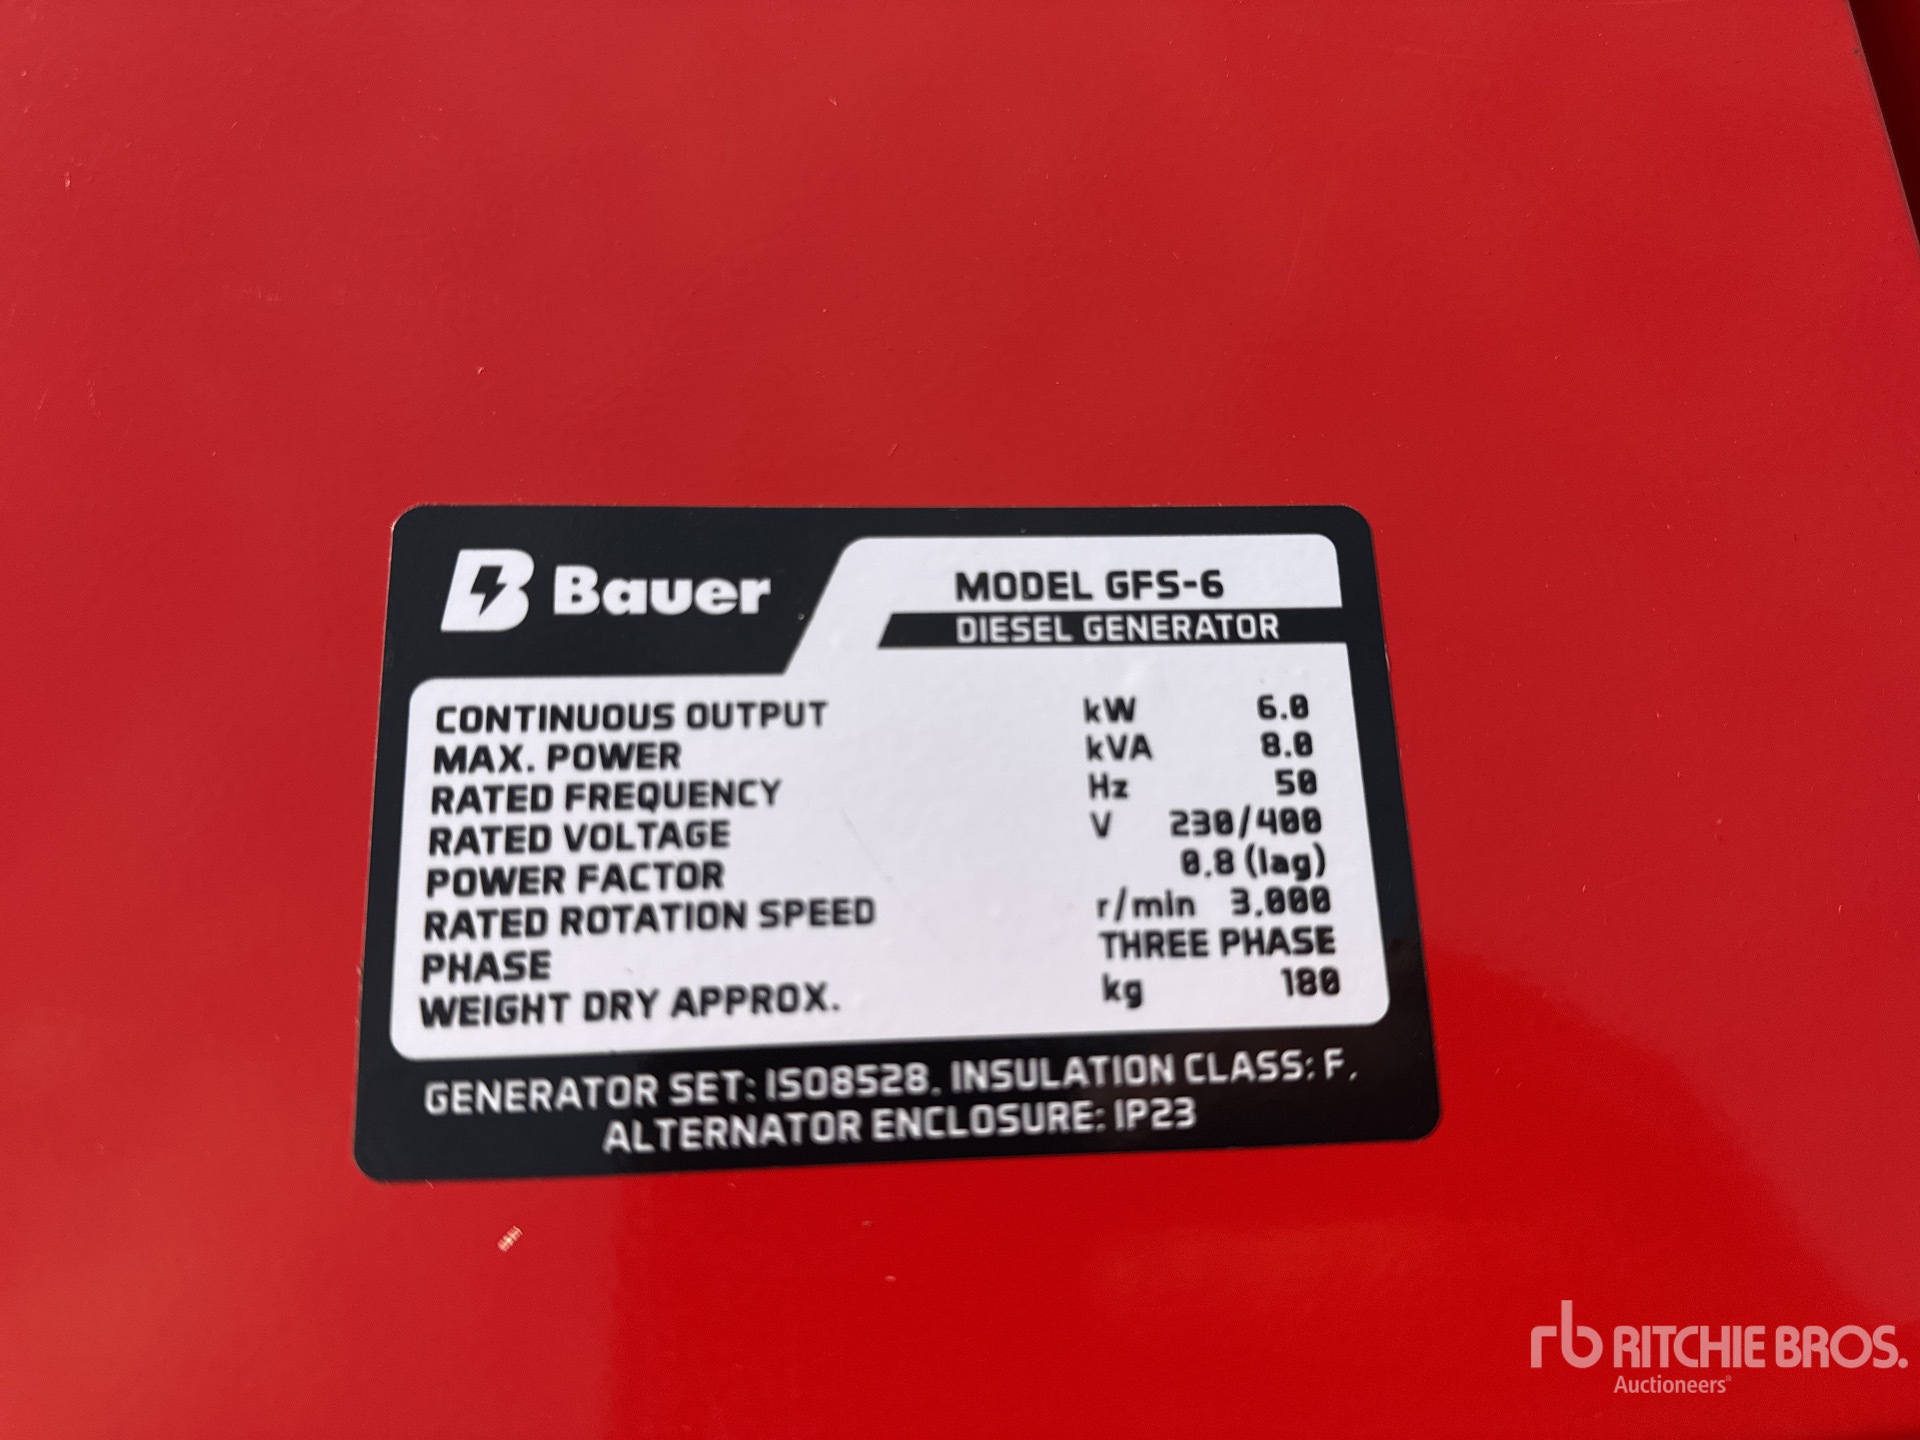 Bauer
MODEL GFS-6
DIESEL GENERATOR
CONTINUOUS OUTPUT kW 6.0
MAX. POWER kVA 8.0
RATED FREQUENCY Hz 50
RATED VOLTAGE V 230/400
POWER FACTOR 0.8 (lag)
RATED ROTATION SPEED r/min 3.000
PHASE THREE PHASE
WEIGHT DRY APPROX. kg 180
GENERATOR SET: ISO8528. INSULATION CLASS: F.
ALTERNATOR ENCLOSURE: IP23
rb RITCHIE BROS.
Auctioneers